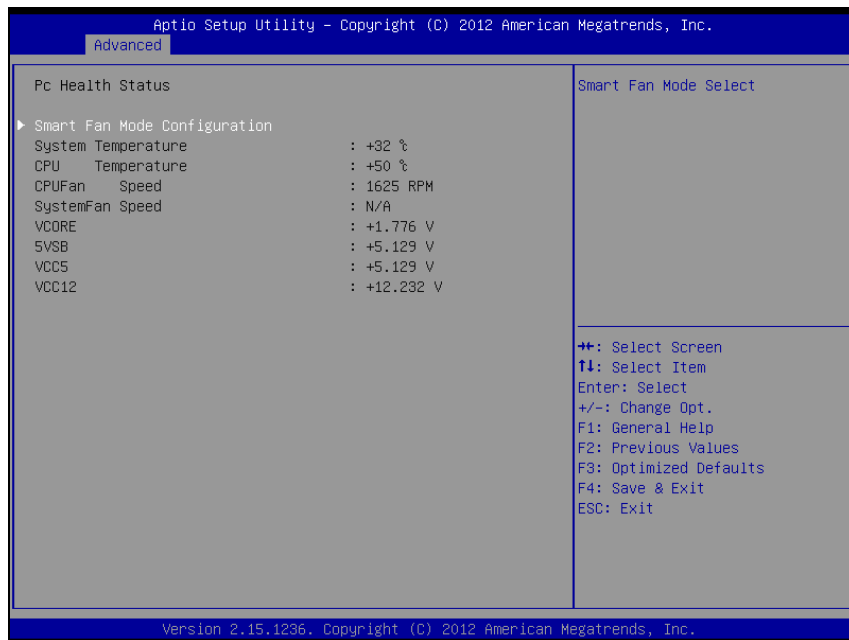 Aptio Setup Utility – Copyright (C) 2012 American Megatrends, Inc.
Advanced
Pc Health Status
Smart Fan Mode Configuration
System Temperature : +32 ℃
CPU Temperature : +50 ℃
CPUFan Speed : 1625 RPM
SystemFan Speed : N/A
VCORE : +1.776 V
5VSB : +5.129 V
VCC5 : +5.129 V
VCC12 : +12.232 V
Smart Fan Mode Select
→←: Select Screen
↑↓: Select Item
Enter: Select
+/-: Change Opt.
F1: General Help
F2: Previous Values
F3: Optimized Defaults
F4: Save & Exit
ESC: Exit
Version 2.15.1236. Copyright (C) 2012 American Megatrends, Inc.